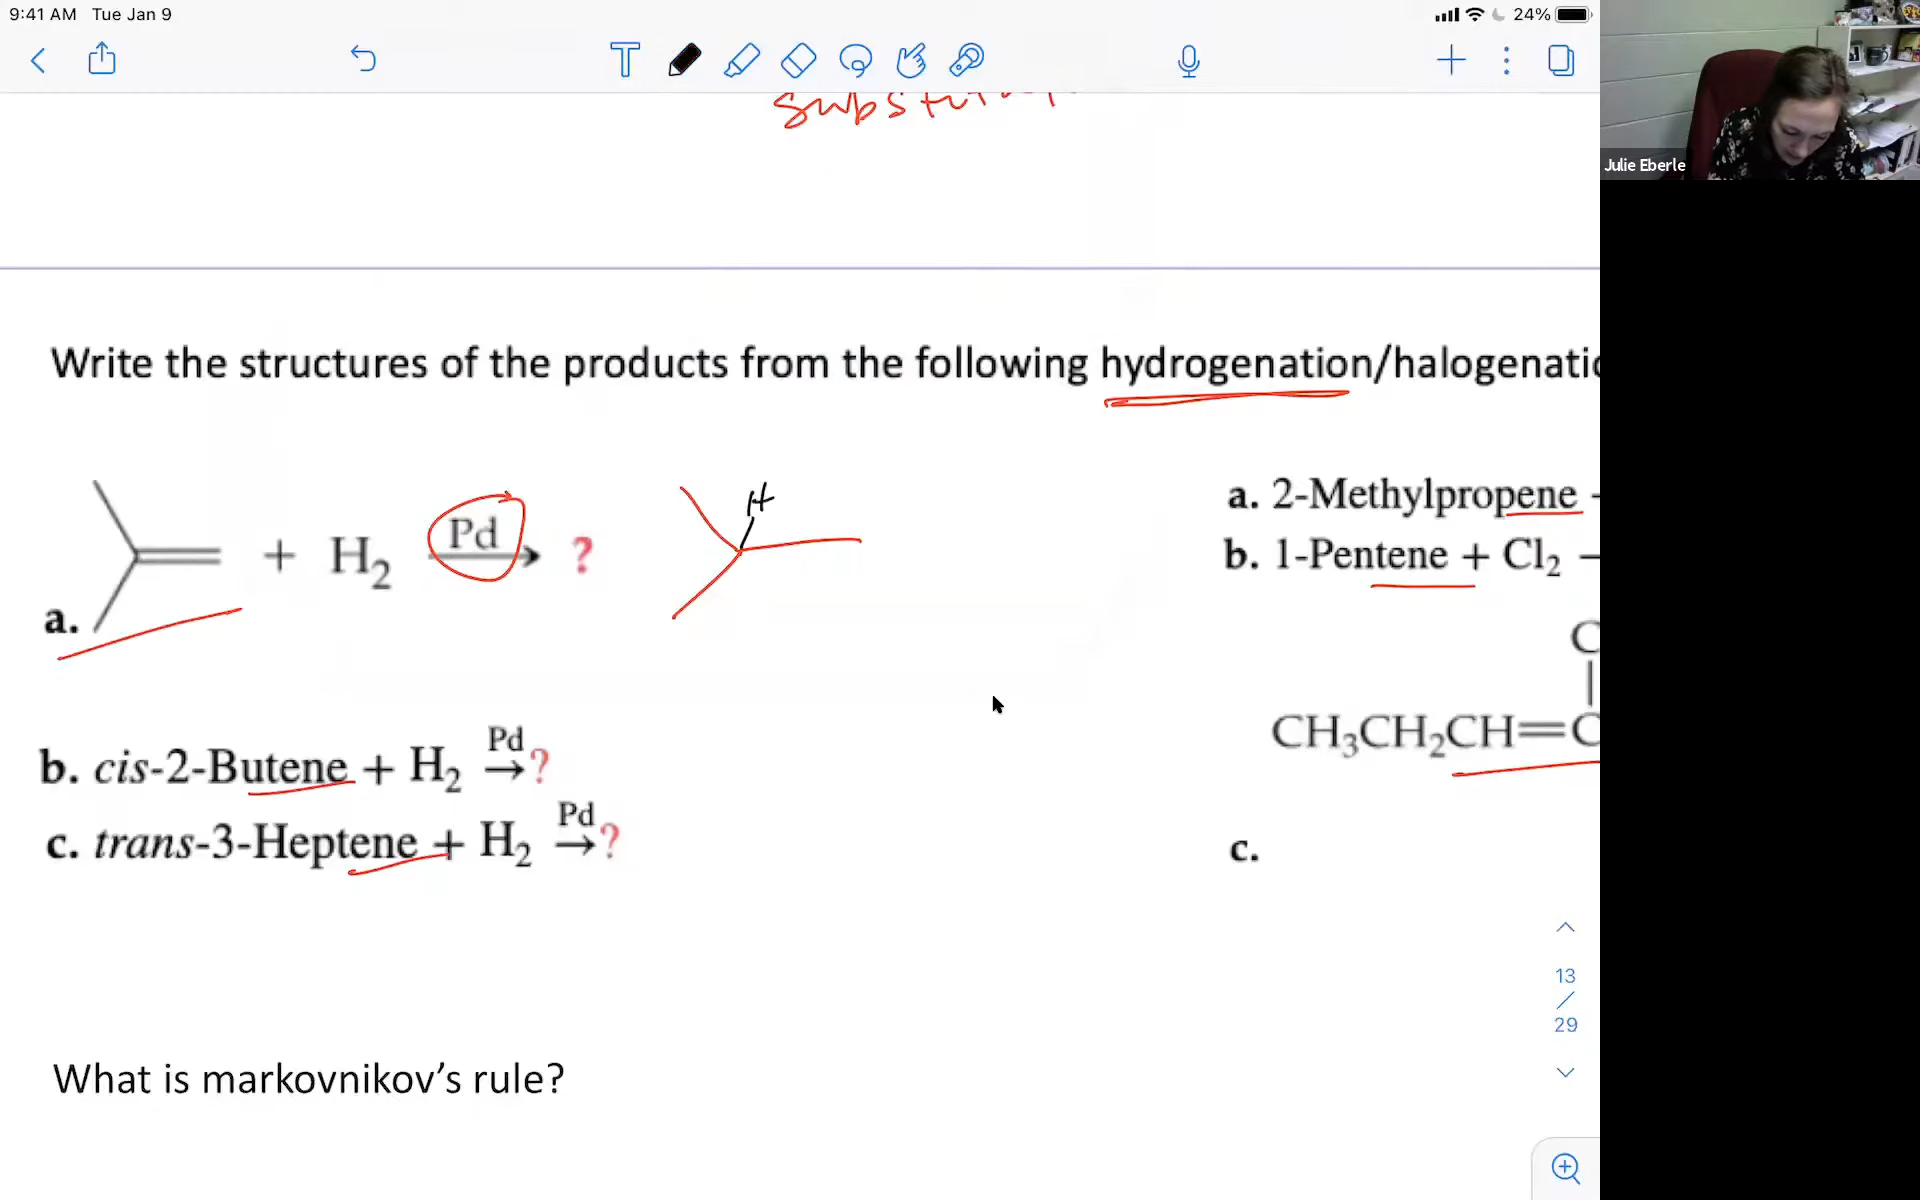 9:41 AM Tue Jan 9
24%
Julie Eberle
Write the structures of the products from the following hydrogenation/halogenatio
a. + H₂ Pd → ?
H
b. cis-2-Butene + H₂ Pd → ?
c. trans-3-Heptene + H₂ Pd → ?
a. 2-Methylpropene
b. 1-Pentene + Cl₂
C
|
CH₃CH₂CH=C
c.
What is markovnikov's rule?
13
/
29